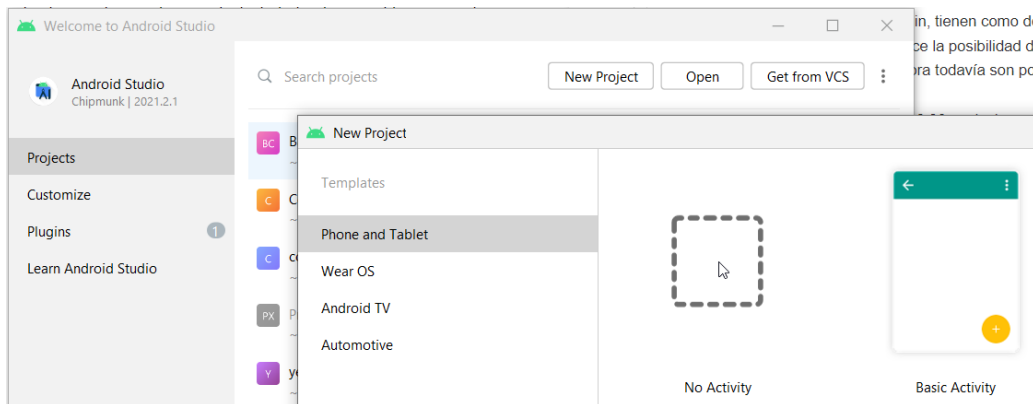 Welcome to Android Studio
in, tienen como
ce la posibilidad
ora todavía son
Android Studio
Chipmunk | 2021.2.1
Search projects
New Project
Open
Get from VCS
Projects
Customize
Plugins
1
Learn Android Studio
BC
B
C
C
C
PX
Y
New Project
Templates
Phone and Tablet
Wear OS
Android TV
Automotive
No Activity
Basic Activity